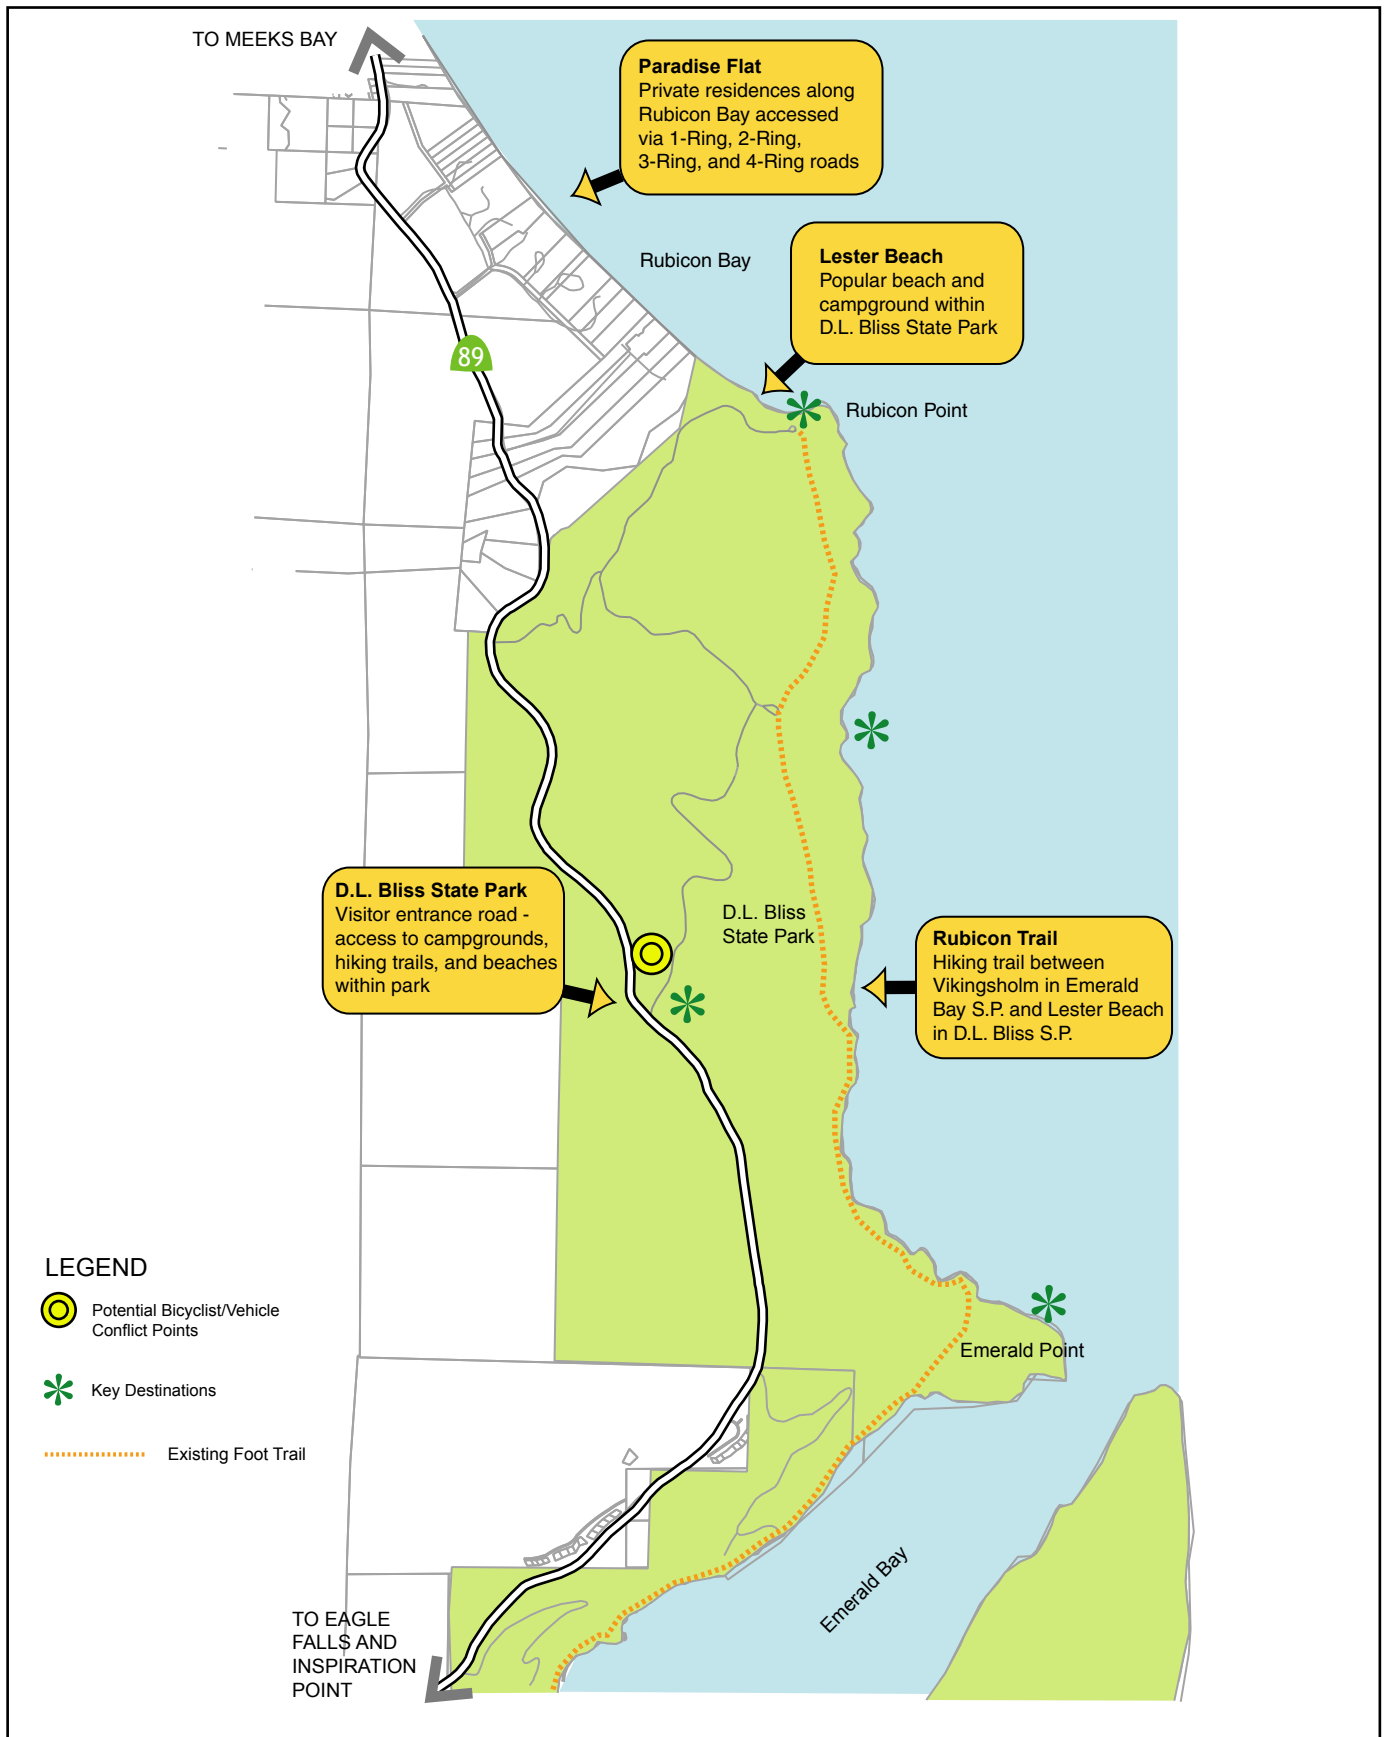 TO MEEKS BAY
Paradise Flat
Private residences along
Rubicon Bay accessed
via 1-Ring, 2-Ring,
3-Ring, and 4-Ring roads
Rubicon Bay
Lester Beach
Popular beach and
campground within
D.L. Bliss State Park
89
Rubicon Point
D.L. Bliss State Park
Visitor entrance road -
access to campgrounds,
hiking trails, and beaches
within park
D.L. Bliss
State Park
Rubicon Trail
Hiking trail between
Vikingsholm in Emerald
Bay S.P. and Lester Beach
in D.L. Bliss S.P.
LEGEND
Potential Bicyclist/Vehicle
Conflict Points
Key Destinations
Existing Foot Trail
Emerald Point
Emerald Bay
TO EAGLE
FALLS AND
INSPIRATION
POINT